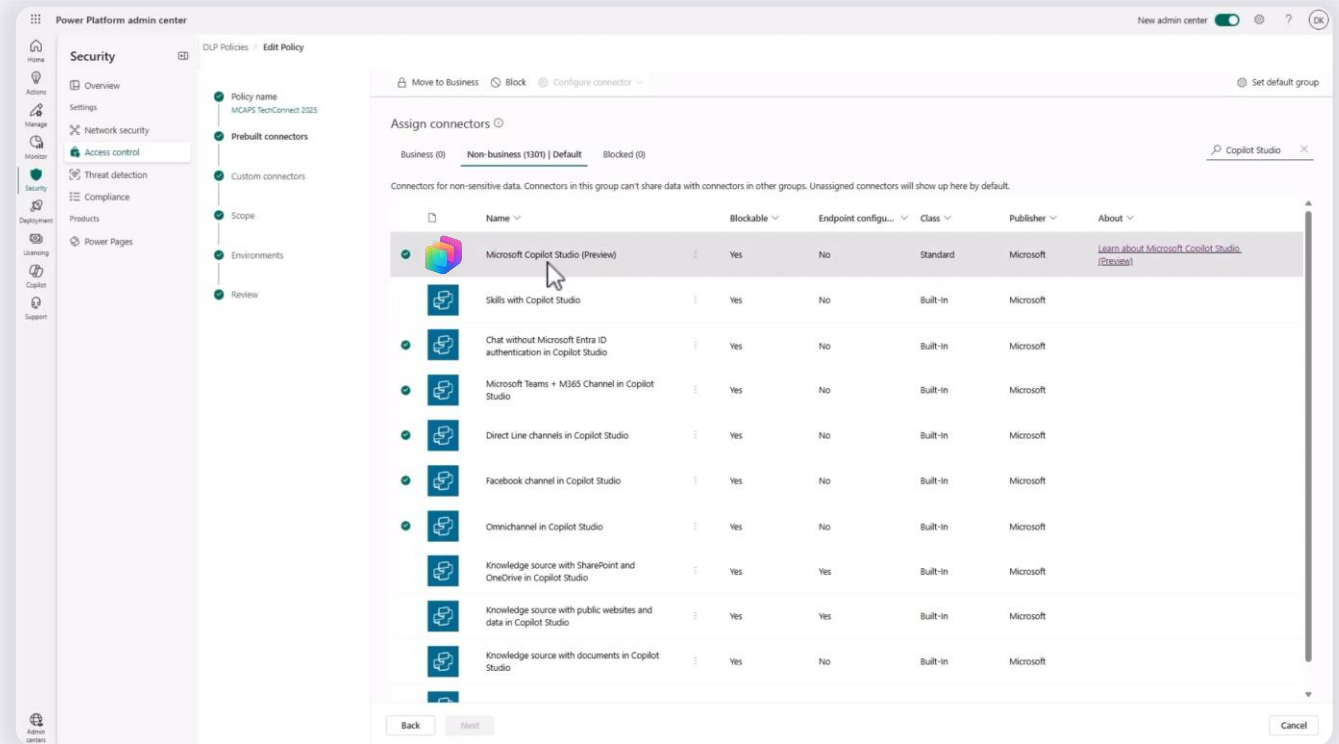 Power Platform admin center
New admin center
DK
Home
Actions
Manage
Monitor
Security
Deployment
Licensing
Copilot
Support
Admin
centers
Security
Overview
Settings
Network security
Access control
Threat detection
Compliance
Products
Power Pages
DLP Policies > Edit Policy
Policy name
MCAPS TechConnect 2025
Prebuilt connectors
Custom connectors
Scope
Environments
Review
Move to Business Block Configure connector
Set default group
Assign connectors
Business (0) Non-business (1301) | Default Blocked (0)
Copilot Studio
Connectors for non-sensitive data. Connectors in this group can't share data with connectors in other groups. Unassigned connectors will show up here by default.
Name Blockable Endpoint configu... Class Publisher About
Microsoft Copilot Studio (Preview) Yes No Standard Microsoft Learn about Microsoft Copilot Studio
(Preview)
Skills with Copilot Studio Yes No Built-In Microsoft
Chat without Microsoft Entra ID
authentication in Copilot Studio Yes No Built-In Microsoft
Microsoft Teams + M365 Channel in Copilot
Studio Yes No Built-In Microsoft
Direct Line channels in Copilot Studio Yes No Built-In Microsoft
Facebook channel in Copilot Studio Yes No Built-In Microsoft
Omnichannel in Copilot Studio Yes No Built-In Microsoft
Knowledge source with SharePoint and
OneDrive in Copilot Studio Yes Yes Built-In Microsoft
Knowledge source with public websites and
data in Copilot Studio Yes Yes Built-In Microsoft
Knowledge source with documents in Copilot
Studio Yes No Built-In Microsoft
Back Next Cancel